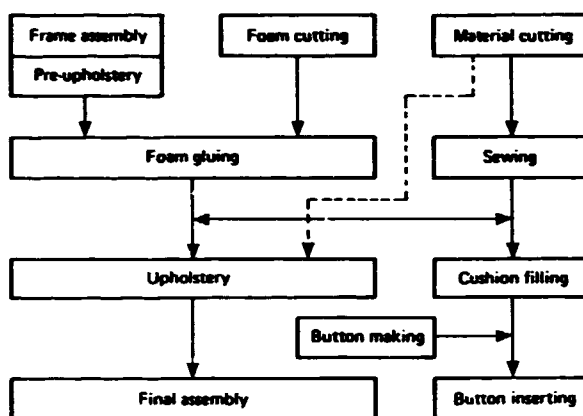 Frame assembly
Foam cutting
Material cutting
Pre-upholstery
Foam gluing
Sewing
Upholstery
Cushion filling
Button making
Final assembly
Button inserting